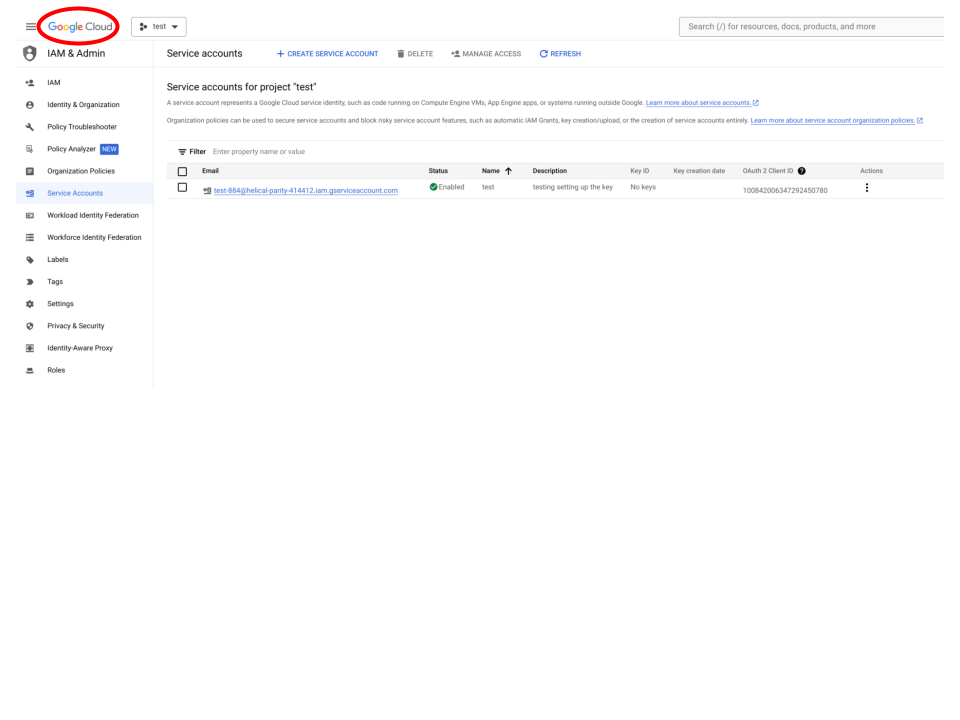 Google Cloud
test
Search (/) for resources, docs, products, and more
IAM & Admin
Service accounts
CREATE SERVICE ACCOUNT
DELETE
MANAGE ACCESS
REFRESH
IAM
Identity & Organization
Policy Troubleshooter
Policy Analyzer NEW
Organization Policies
Service Accounts
Workload Identity Federation
Workforce Identity Federation
Labels
Tags
Settings
Privacy & Security
Identity-Aware Proxy
Roles
Service accounts for project "test"
A service account represents a Google Cloud service identity, such as code running on Compute Engine VMs, App Engine apps, or systems running outside Google. Learn more about service accounts.
Organization policies can be used to secure service accounts and block risky service account features, such as automatic IAM Grants, key creation/upload, or the creation of service accounts entirely. Learn more about service account organization policies.
Filter Enter property name or value
Email Status Name Description Key ID Key creation date OAuth 2 Client ID Actions
test-884@helical-parity-414412.iam.gserviceaccount.com Enabled test testing setting up the key No keys 100842006347292450780